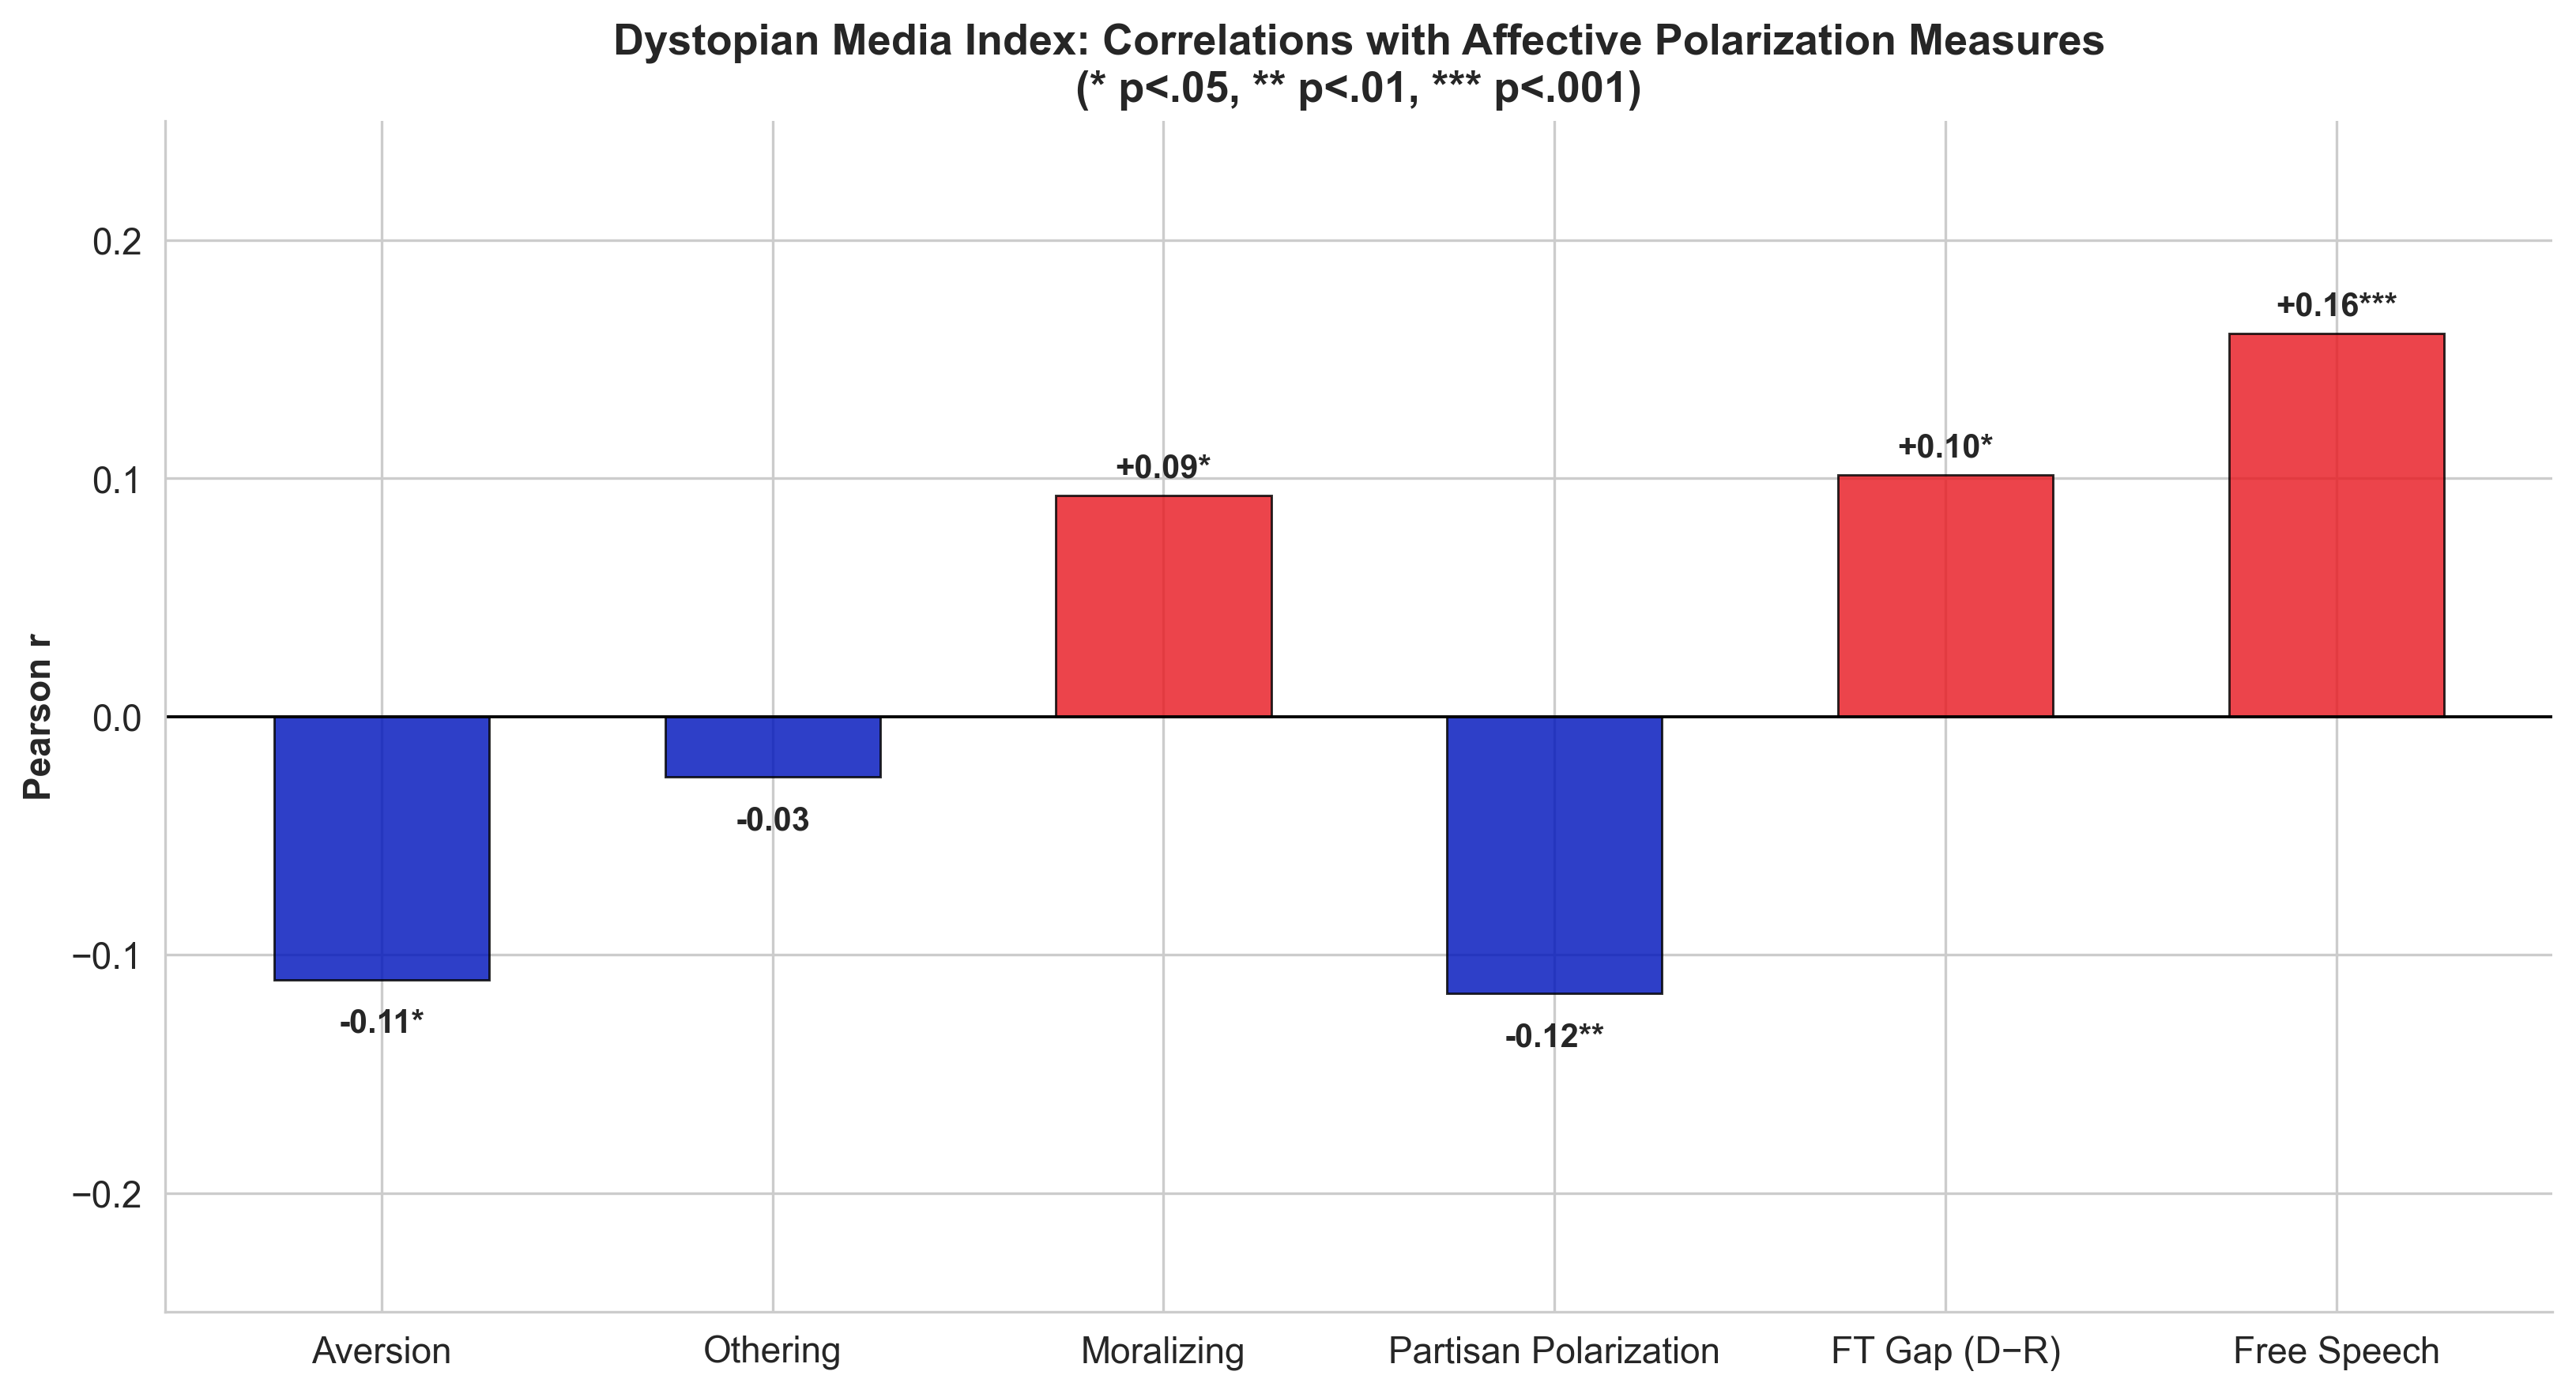 Dystopian Media Index: Correlations with Affective Polarization Measures
(* p<.05, ** p<.01, *** p<.001)
Pearson r
0.2
0.1
0.0
−0.1
−0.2
-0.11*
-0.03
+0.09*
-0.12**
+0.10*
+0.16***
Aversion
Othering
Moralizing
Partisan Polarization
FT Gap (D−R)
Free Speech